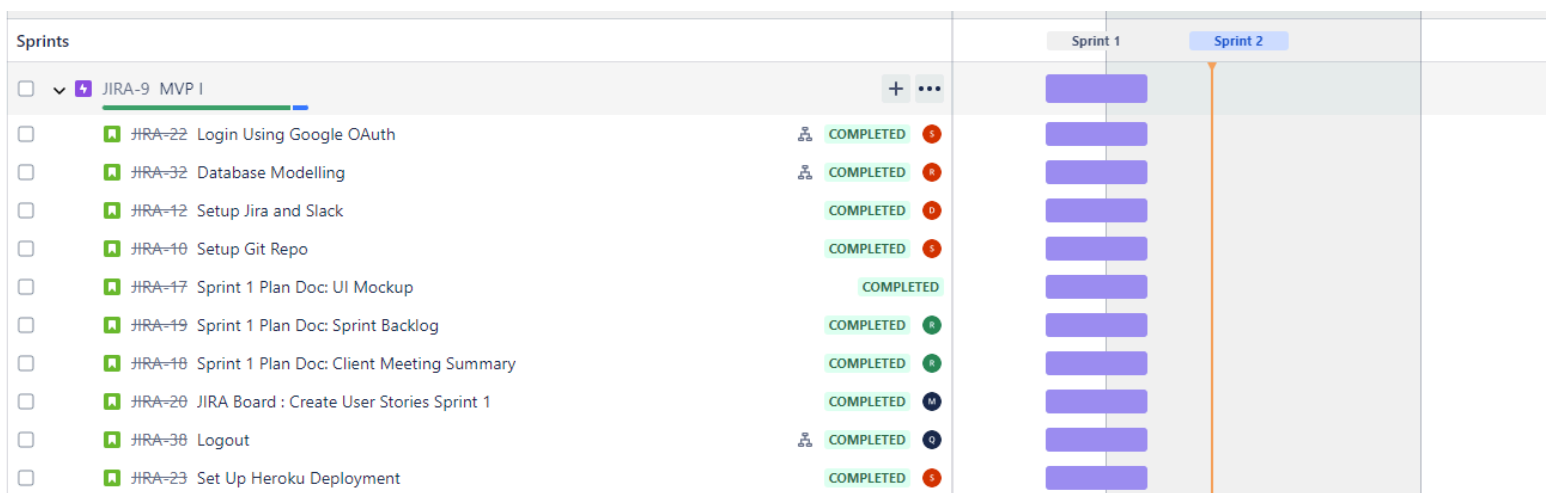 Sprints Sprint 1 Sprint 2
JIRA-9 MVP I
JIRA-22 Login Using Google OAuth COMPLETED S
JIRA-32 Database Modelling COMPLETED R
JIRA-12 Setup Jira and Slack COMPLETED D
JIRA-10 Setup Git Repo COMPLETED S
JIRA-17 Sprint 1 Plan Doc: UI Mockup COMPLETED
JIRA-19 Sprint 1 Plan Doc: Sprint Backlog COMPLETED R
JIRA-18 Sprint 1 Plan Doc: Client Meeting Summary COMPLETED R
JIRA-20 JIRA Board : Create User Stories Sprint 1 COMPLETED M
JIRA-38 Logout COMPLETED Q
JIRA-23 Set Up Heroku Deployment COMPLETED S